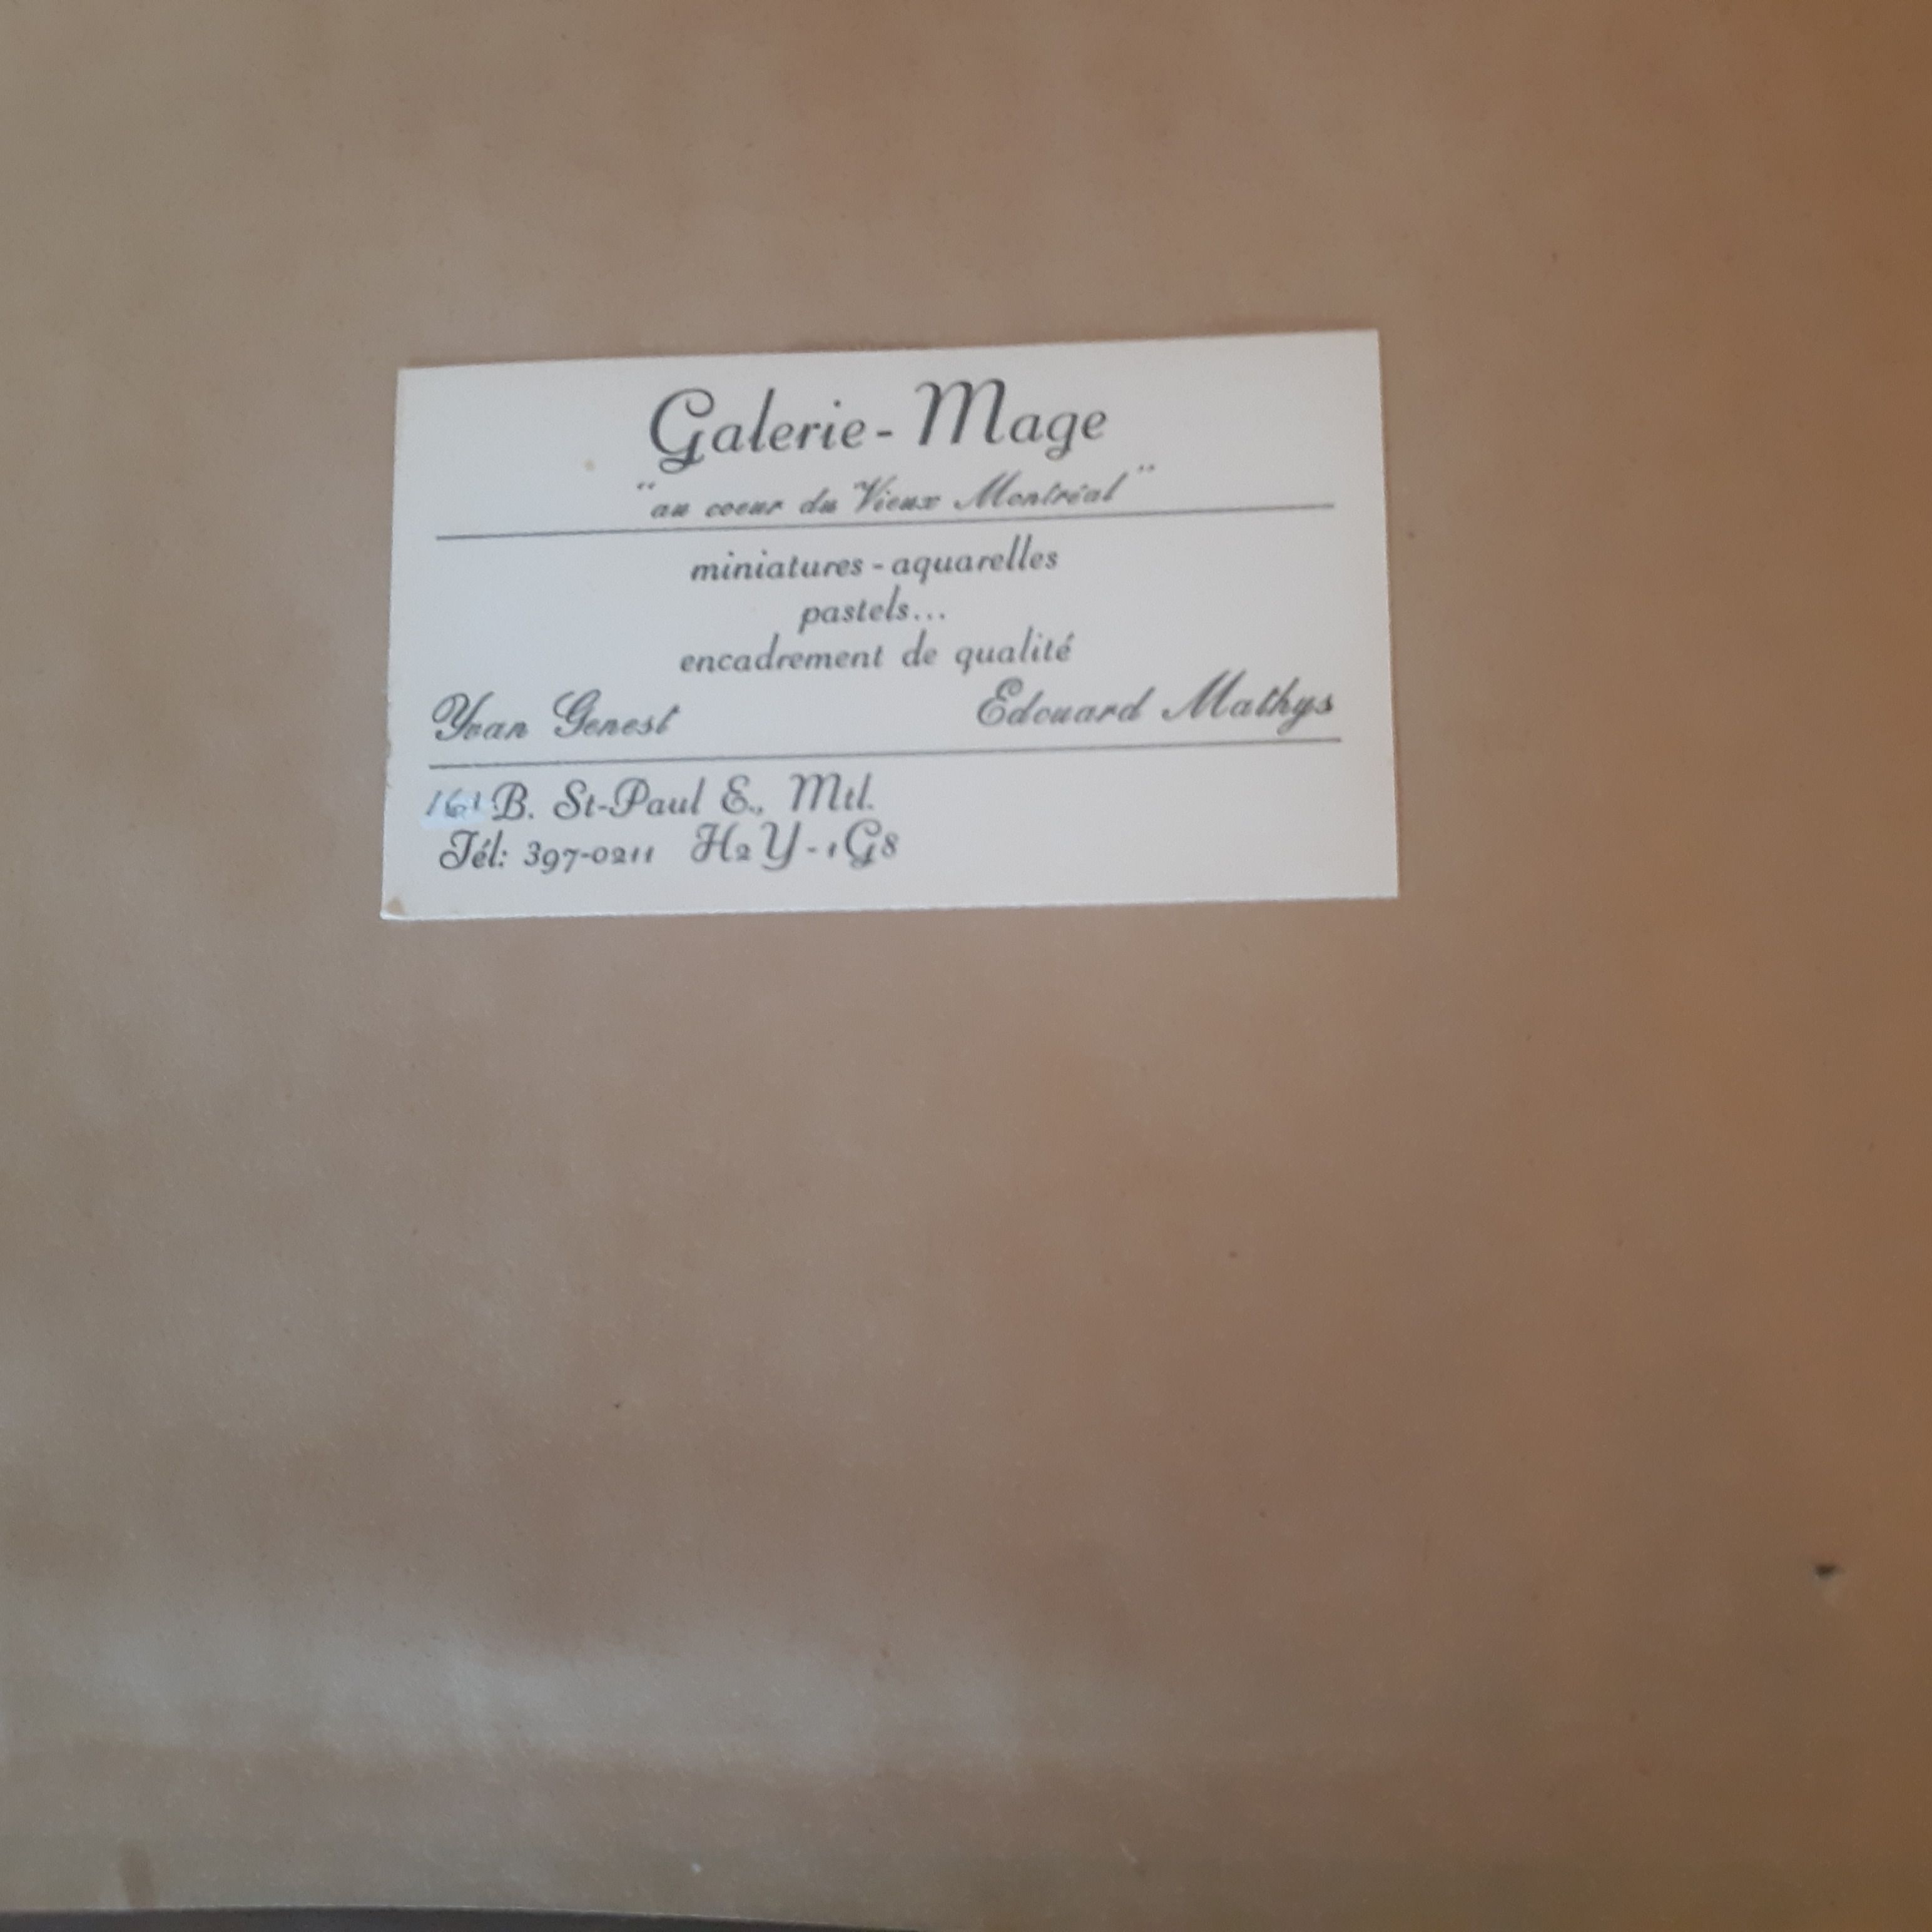 Galerie - Mage
"au coeur du Vieux Montréal"
miniatures - aquarelles
pastels...
encadrement de qualité
Yvan Genest Edouard Mathys
161 B. St-Paul E., Mtl.
Tél: 397-0211 H2Y-1G8